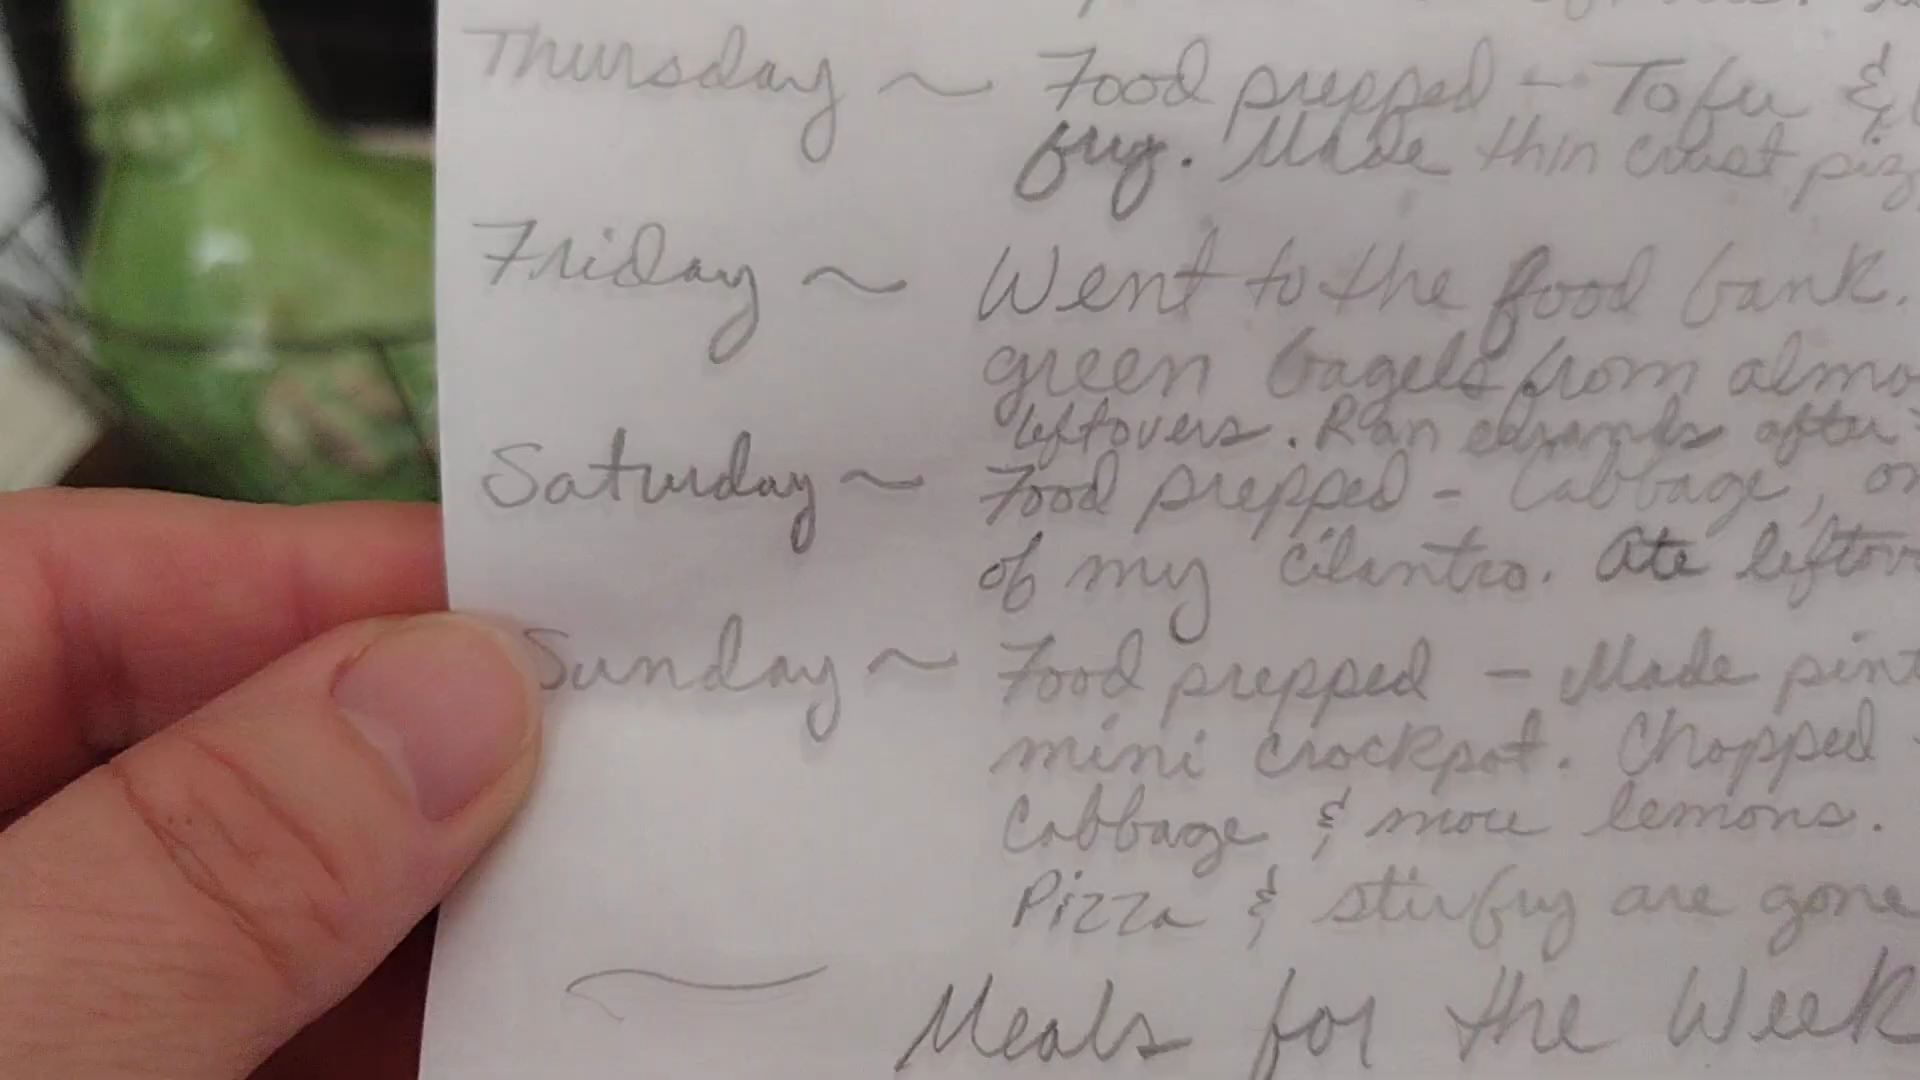 Thursday ~ Food prepped - Tofu &
fry. Made thin crust piz
Friday ~ Went to the food bank.
green bagels from almo
leftovers. Ran errands after
Saturday ~ Food prepped - Cabbage, on
of my cilantro. Ate leftov
Sunday ~ Food prepped - Made pint
mini crockpot. Chopped
Cabbage & more lemons.
Pizza & stirfry are gone
Meals for the Week